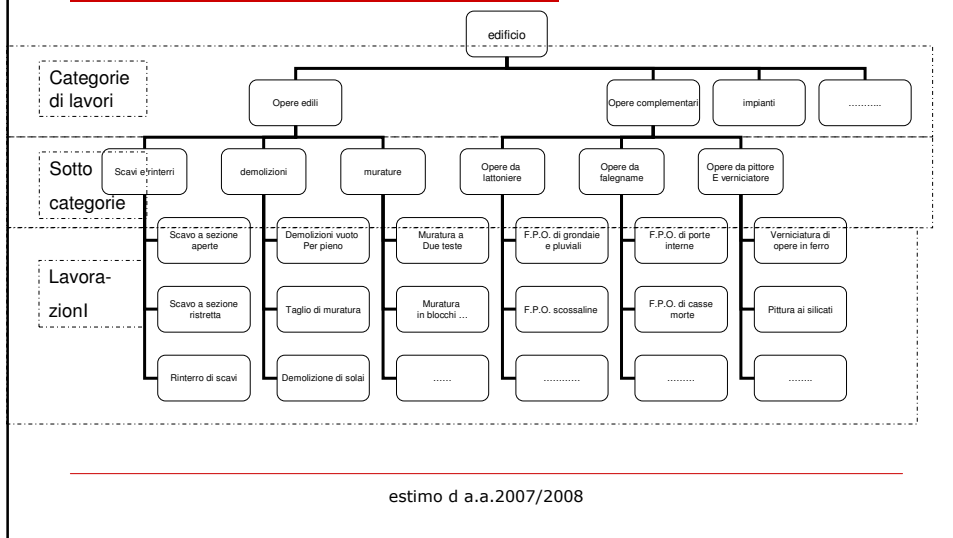 edificio
Categorie
di lavori
Opere edili
Opere complementari
impianti
………..
Sotto
categorie
Scavi e rinterri
demolizioni
murature
Opere da
lattoniere
Opere da
falegname
Opere da pittore
E verniciatore
Lavora-
zionI
Scavo a sezione
aperte
Demolizioni vuoto
Per pieno
Muratura a
Due teste
F.P.O. di grondaie
e pluviali
F.P.O. di porte
interne
Verniciatura di
opere in ferro
Scavo a sezione
ristretta
Taglio di muratura
Muratura
in blocchi …
F.P.O. scossaline
F.P.O. di casse
morte
Pittura ai silicati
Rinterro di scavi
Demolizione di solai
……
…………
………
……..
estimo d a.a.2007/2008